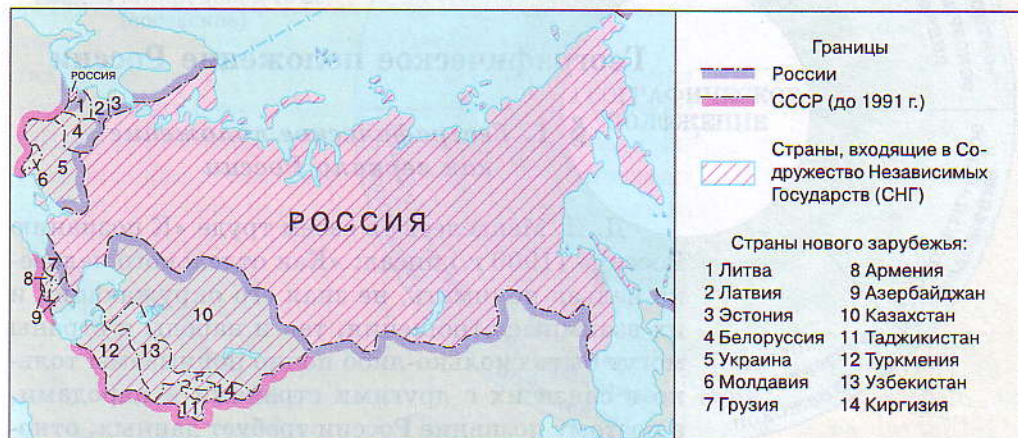 РОССИЯ
1 2 3
4
5
6
РОССИЯ
7
8
9
10
12 13
14
11
Границы
России
СССР (до 1991 г.)
Страны, входящие в Со-
дружество Независимых
Государств (СНГ)
Страны нового зарубежья:
1 Литва
2 Латвия
3 Эстония
4 Белоруссия
5 Украина
6 Молдавия
7 Грузия
8 Армения
9 Азербайджан
10 Казахстан
11 Таджикистан
12 Туркмения
13 Узбекистан
14 Киргизия